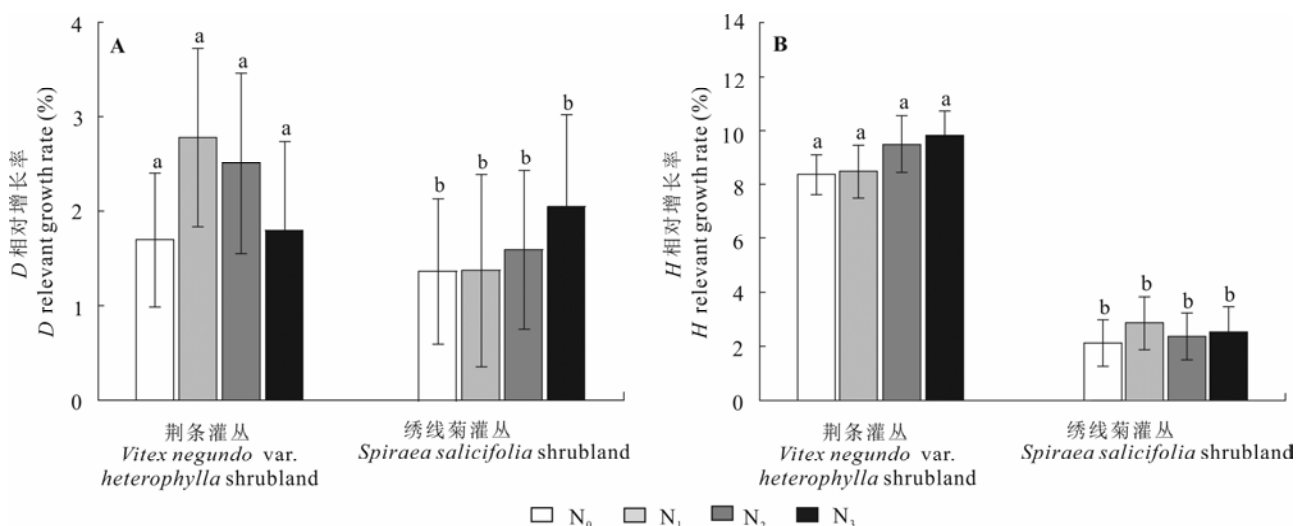 A
4
3
2
1
0
D 相对增长率
D relevant growth rate (%)
a
a
a
a
b
b
b
b
荆条灌丛
Vitex negundo var.
heterophylla shrubland
绣线菊灌丛
Spiraea salicifolia shrubland
B
14
12
10
8
6
4
2
0
H 相对增长率
H relevant growth rate (%)
a
a
a
a
b
b
b
b
荆条灌丛
Vitex negundo var.
heterophylla shrubland
绣线菊灌丛
Spiraea salicifolia shrubland
N0 N1 N2 N3